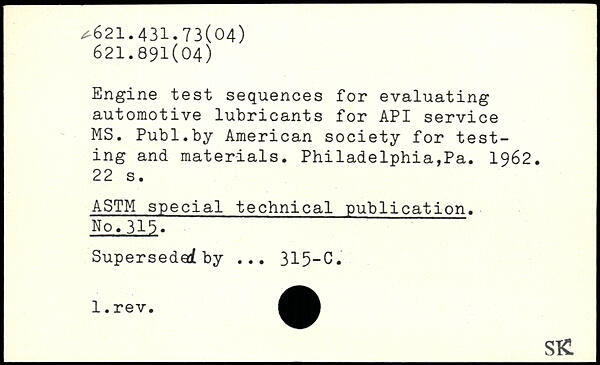 621.431.73(04)
621.891(04)
Engine test sequences for evaluating
automotive lubricants for API service
MS. Publ.by American society for test-
ing and materials. Philadelphia,Pa. 1962.
22 s.
ASTM special technical publication.
No.315.
Superseded by ... 315-C.
1.rev.
SK